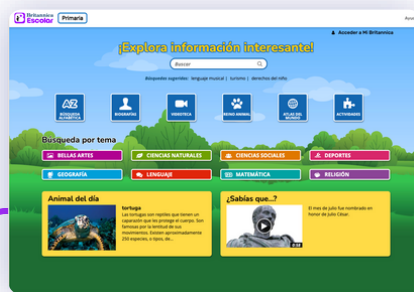 Britannica
Escolar
Primaria
Acceder a Mi Britannica
¡Explora información interesante!
Buscar
Búsquedas sugeridas: lenguaje musical | turismo | derechos del niño
BÚSQUEDA
ALFABÉTICA
BIOGRAFÍAS
VIDEOTECA
REINO ANIMAL
ATLAS DEL
MUNDO
ACTIVIDADES
Búsqueda por tema
BELLAS ARTES
CIENCIAS NATURALES
CIENCIAS SOCIALES
DEPORTES
GEOGRAFÍA
LENGUAJE
MATEMÁTICA
RELIGIÓN
Animal del día
tortuga
Las tortugas son reptiles que tienen un
caparazón que les protege el cuerpo. Son
famosas por la lentitud de sus
movimientos. Existen aproximadamente
250 especies, o tipos, de...
¿Sabías que...?
El mes de julio fue nombrado en
honor de Julio César.
0:52